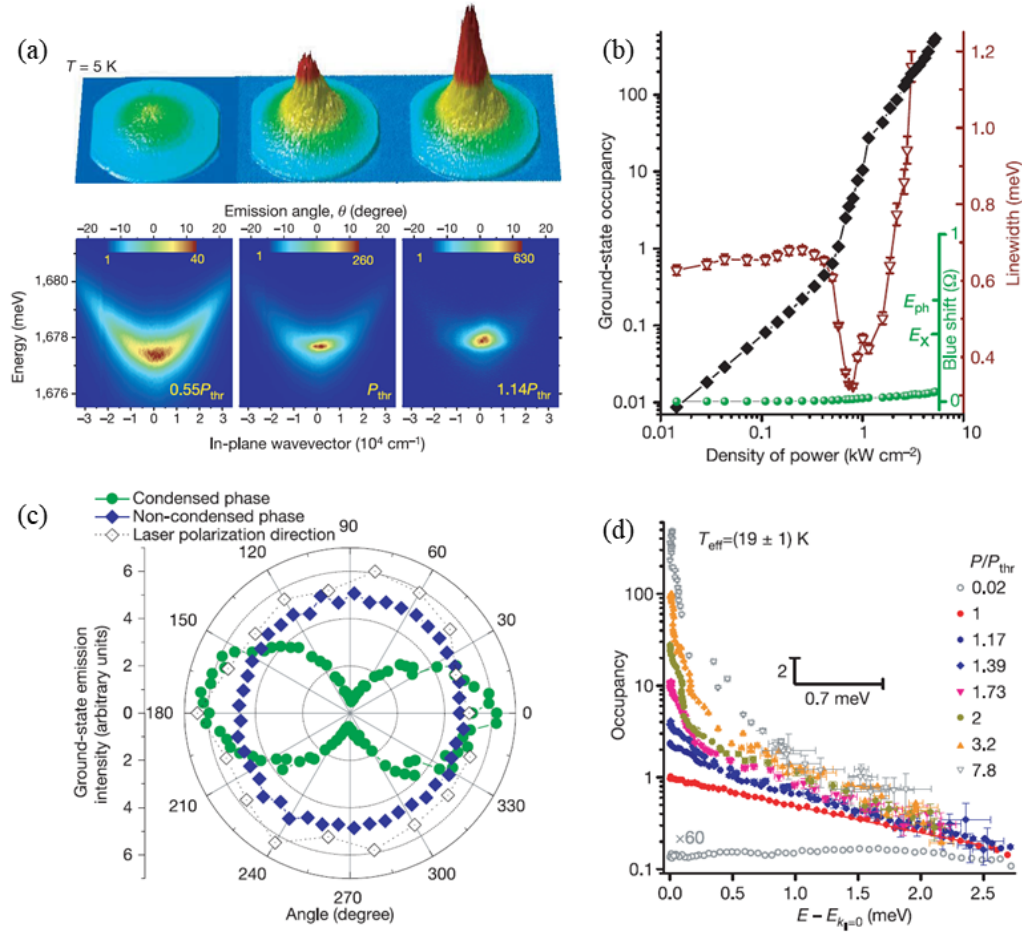 (a)
T = 5 K
Emission angle, θ (degree)
−20 −10 0 10 20
−20 −10 0 10 20
−20 −10 0 10 20
1 40
1 260
1 630
Energy (meV)
1,680
1,678
1,676
0.55Pthr
Pthr
1.14Pthr
−3 −2 −1 0 1 2 3
−3 −2 −1 0 1 2 3
−3 −2 −1 0 1 2 3
In-plane wavevector (10⁴ cm⁻¹)
(b)
Ground-state occupancy
100
10
1
0.1
0.01
0.01 0.1 1 10
Density of power (kW cm⁻²)
1.2
1.0
0.8
0.6
0.4
Linewidth (meV)
1
Eph
EX
0
Blue shift (Ω)
(c)
Condensed phase
Non-condensed phase
Laser polarization direction
90
120 60
150 30
180 0
210 330
240 300
270
6
4
2
0
2
4
6
Ground-state emission
intensity (arbitrary units)
Angle (degree)
(d)
Teff=(19 ± 1) K
P/Pthr
0.02
1
1.17
1.39
1.73
2
3.2
7.8
2
0.7 meV
×60
Occupancy
100
10
1
0.1
0.0 0.5 1.0 1.5 2.0 2.5
E − Ek∥=0 (meV)